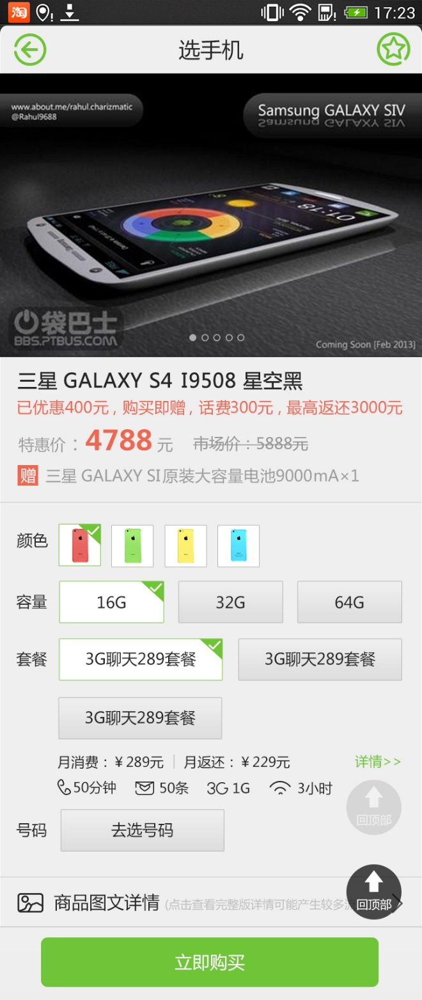 淘
17:23
选手机
www.about.me/rahul.charizmatic
@Rahul9688
Samsung GALAXY SIV
01:18
袋巴士
BBS.PTBUS.COM
Coming Soon [Feb 2013]
三星 GALAXY S4 I9508 星空黑
已优惠400元，购买即赠，话费300元，最高返还3000元
特惠价：4788元 市场价：5888元
赠 三星 GALAXY SI原装大容量电池9000mA×1
颜色
容量 16G 32G 64G
套餐 3G聊天289套餐 3G聊天289套餐
3G聊天289套餐
月消费：¥289元 | 月返还：¥229元 详情>>
50分钟 50条 3G 1G 3小时
回顶部
号码 去选号码
商品图文详情 (点击查看完整版详情可能产生较多
回顶部
立即购买